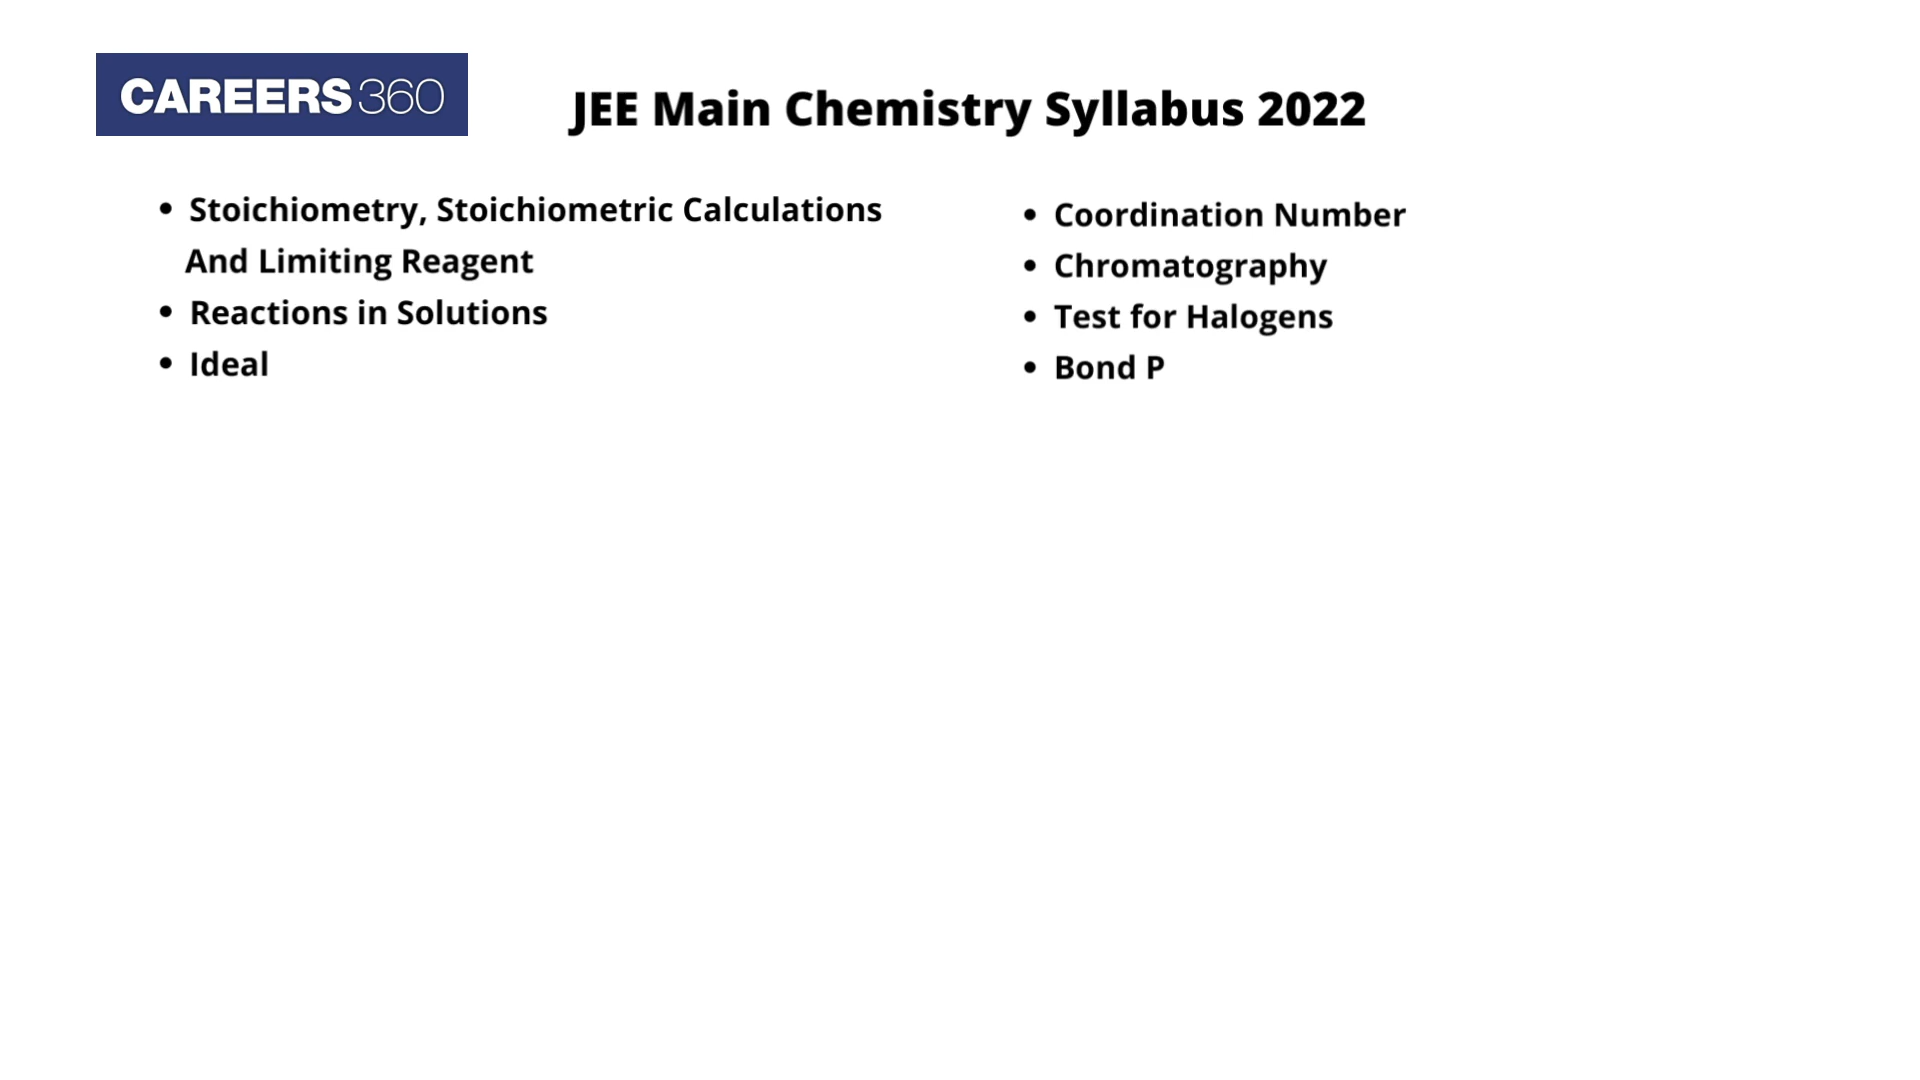 CAREERS360
JEE Main Chemistry Syllabus 2022
• Stoichiometry, Stoichiometric Calculations
And Limiting Reagent
• Reactions in Solutions
• Ideal
• Coordination Number
• Chromatography
• Test for Halogens
• Bond P